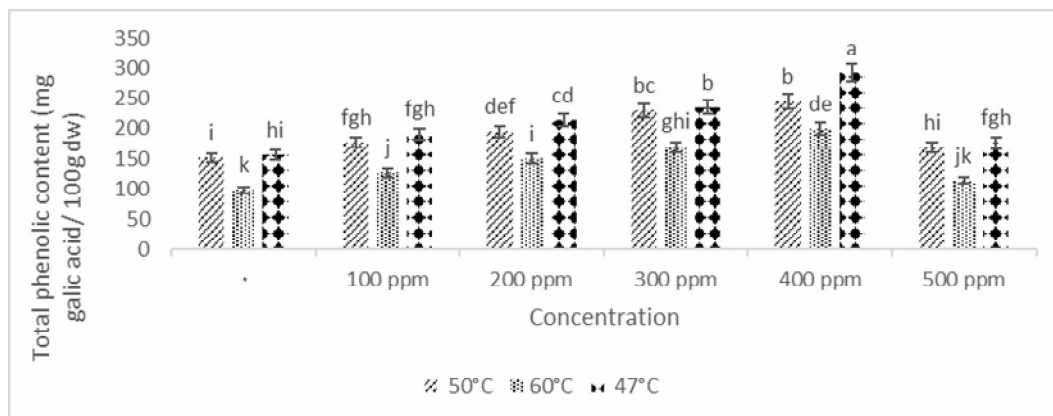 Total phenolic content (mg
galic acid/ 100g dw)
350
300
250
200
150
100
50
0
i k hi
fgh j fgh
def i cd
bc ghi b
b de a
hi jk fgh
* 100 ppm 200 ppm 300 ppm 400 ppm 500 ppm
Concentration
50°C 60°C 47°C